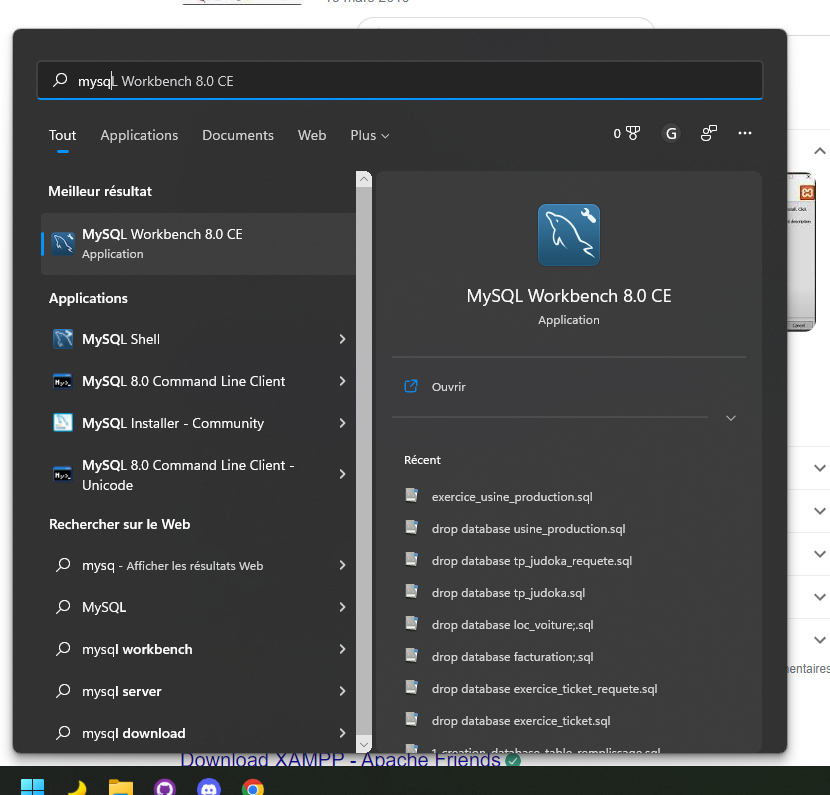 mysqL Workbench 8.0 CE
Tout Applications Documents Web Plus
0 G
Meilleur résultat
MySQL Workbench 8.0 CE
Application
Applications
MySQL Shell
MySQL 8.0 Command Line Client
MySQL Installer - Community
MySQL 8.0 Command Line Client -
Unicode
Rechercher sur le Web
mysq - Afficher les résultats Web
MySQL
mysql workbench
mysql server
mysql download
MySQL Workbench 8.0 CE
Application
Ouvrir
Récent
exercice_usine_production.sql
drop database usine_production.sql
drop database tp_judoka_requete.sql
drop database tp_judoka.sql
drop database loc_voiture;.sql
drop database facturation;.sql
drop database exercice_ticket_requete.sql
drop database exercice_ticket.sql
1_creation_database_table_remplissage.sql
Cancel
Download XAMPP - Apache Friends